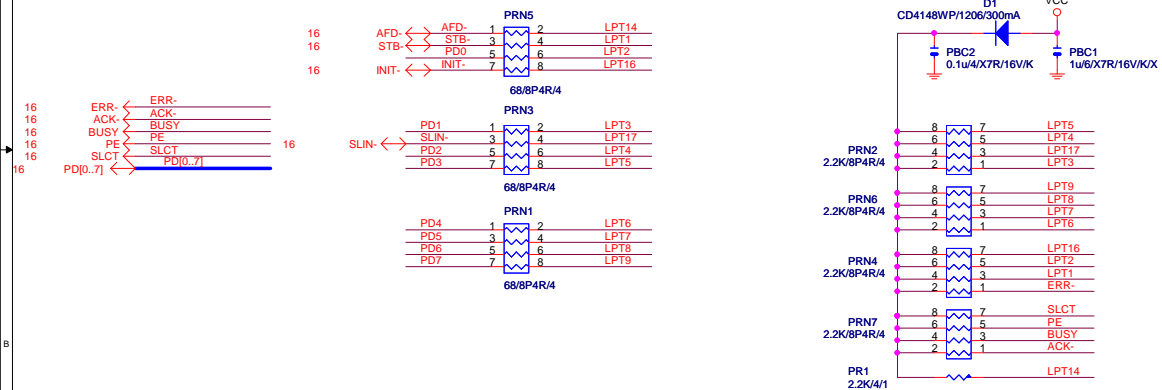 D1
VCC
CD4148WP/1206/300mA
PBC2
0.1u/4/X7R/16V/K
PBC1
1u/6/X7R/16V/K/X
PRN5
16 AFD- AFD- 1 2 LPT14
16 STB- STB- 3 4 LPT1
PD0 5 6 LPT2
16 INIT- INIT- 7 8 LPT16
68/8P4R/4
16 ERR- ERR-
16 ACK- ACK-
16 BUSY BUSY
16 PE PE
16 SLCT SLCT
16 PD[0..7] PD[0..7]
PRN3
PD1 1 2 LPT3
16 SLIN- SLIN- 3 4 LPT17
PD2 5 6 LPT4
PD3 7 8 LPT5
68/8P4R/4
PRN1
PD4 1 2 LPT6
PD5 3 4 LPT7
PD6 5 6 LPT8
PD7 7 8 LPT9
68/8P4R/4
8 7 LPT5
6 5 LPT4
4 3 LPT17
2 1 LPT3
PRN2
2.2K/8P4R/4
8 7 LPT9
6 5 LPT8
4 3 LPT7
2 1 LPT6
PRN6
2.2K/8P4R/4
8 7 LPT16
6 5 LPT2
4 3 LPT1
2 1 ERR-
PRN4
2.2K/8P4R/4
8 7 SLCT
6 5 PE
4 3 BUSY
2 1 ACK-
PRN7
2.2K/8P4R/4
PR1 LPT14
2.2K/4/1
B